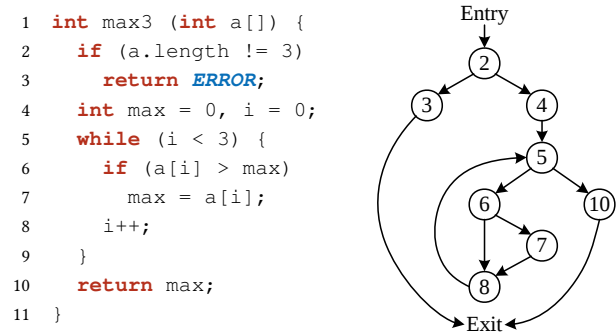 1 int max3 (int a[]) {
2 if (a.length != 3)
3 return ERROR;
4 int max = 0, i = 0;
5 while (i < 3) {
6 if (a[i] > max)
7 max = a[i];
8 i++;
9 }
10 return max;
11 }
Entry
2
3
4
5
6
10
7
8
Exit